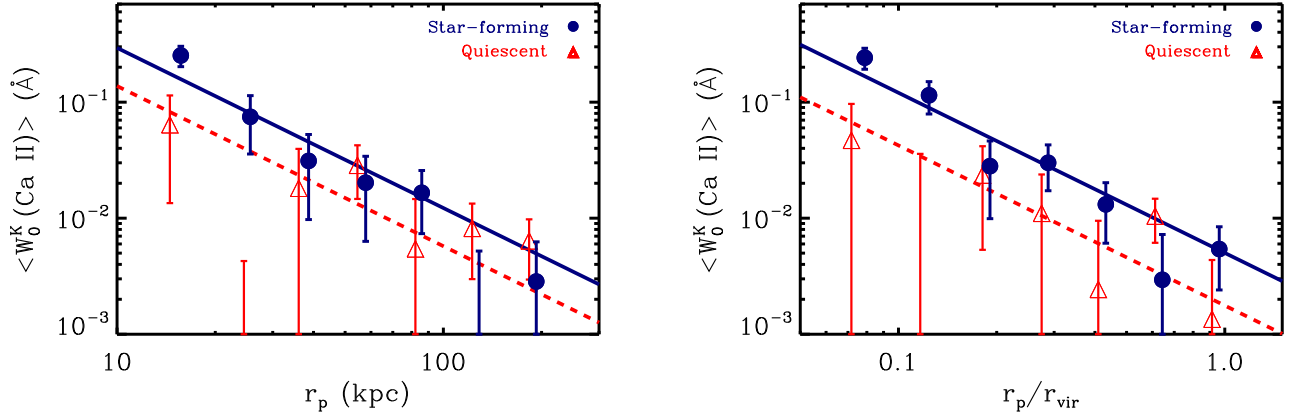 Star-forming
Quiescent
10⁻¹
10⁻²
10⁻³
<W₀ᴷ(Ca II)> (Å)
10
100
rₚ (kpc)
Star-forming
Quiescent
10⁻¹
10⁻²
10⁻³
<W₀ᴷ(Ca II)> (Å)
0.1
1.0
rₚ/r_vir